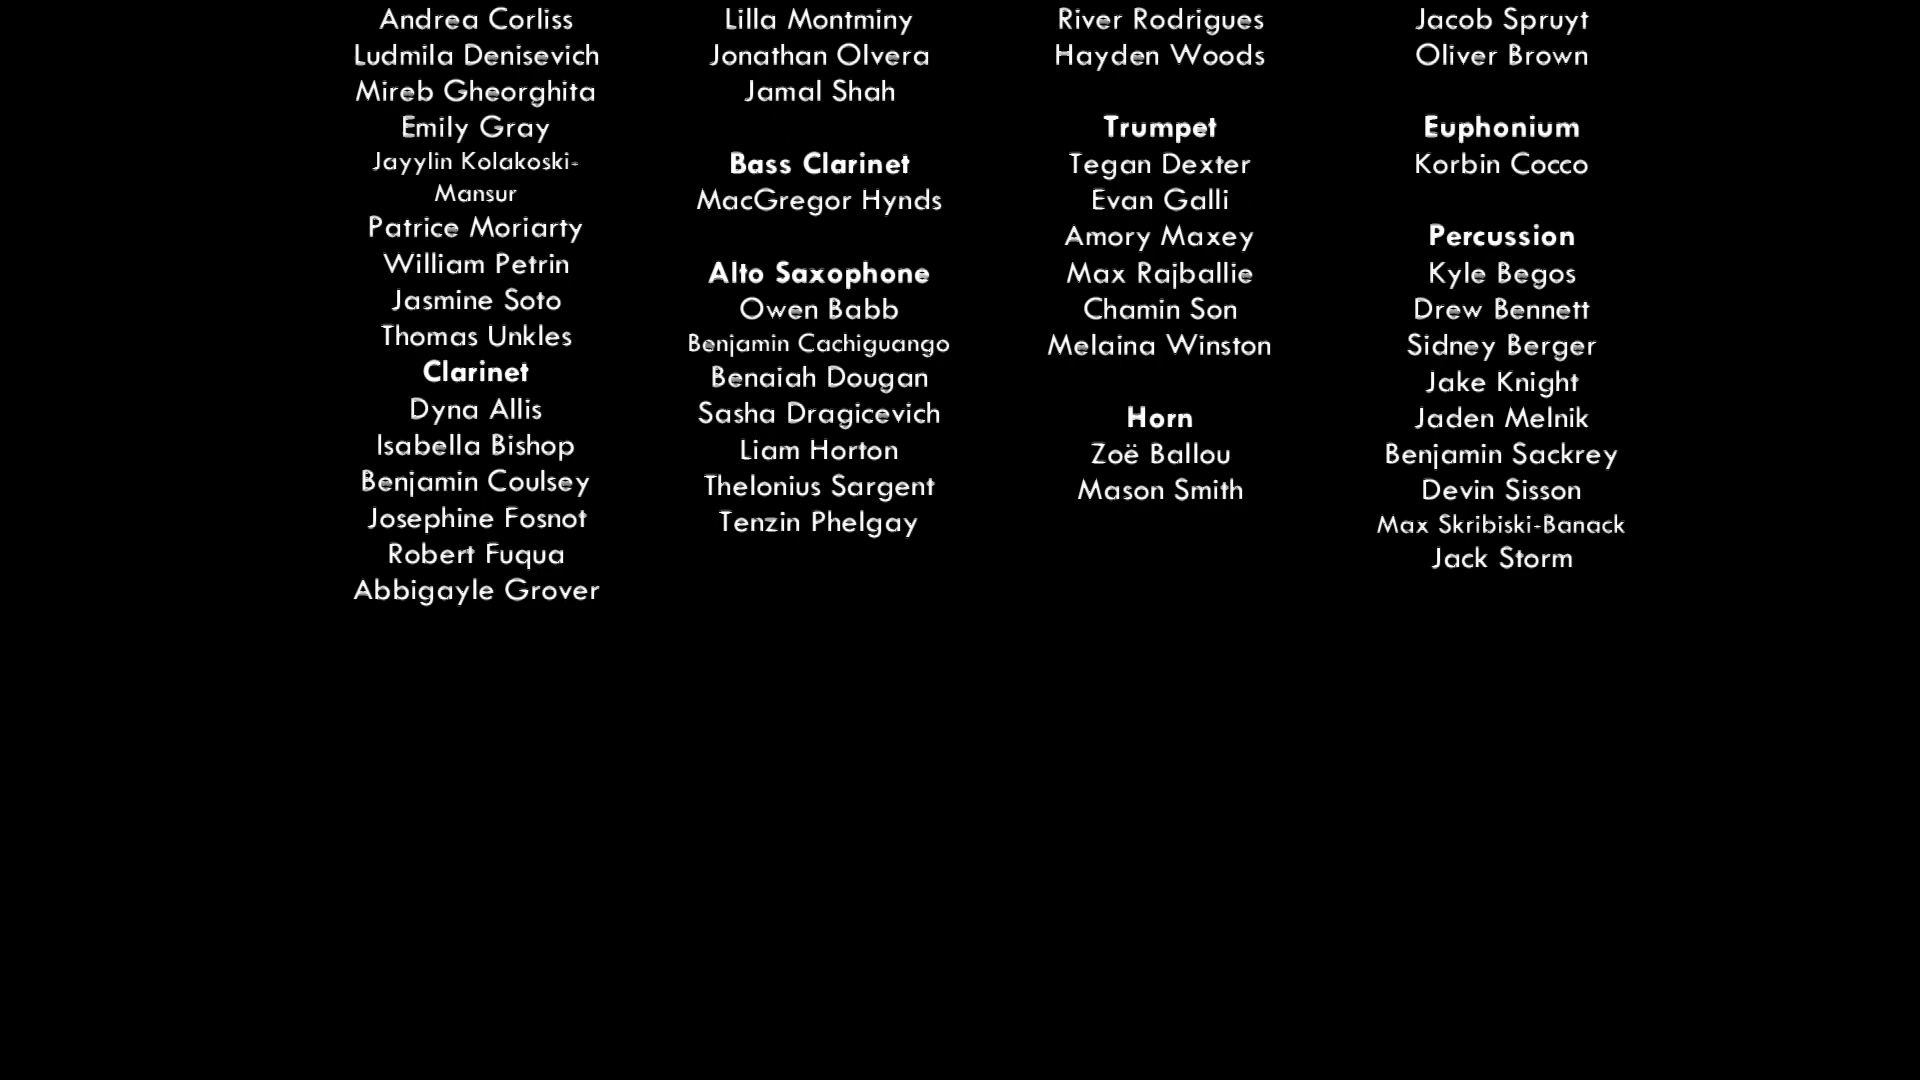 Andrea Corliss
Ludmila Denisevich
Mireb Gheorghita
Emily Gray
Jayylin Kolakoski-
Mansur
Patrice Moriarty
William Petrin
Jasmine Soto
Thomas Unkles
Clarinet
Dyna Allis
Isabella Bishop
Benjamin Coulsey
Josephine Fosnot
Robert Fuqua
Abbigayle Grover
Lilla Montminy
Jonathan Olvera
Jamal Shah
Bass Clarinet
MacGregor Hynds
Alto Saxophone
Owen Babb
Benjamin Cachiguango
Benaiah Dougan
Sasha Dragicevich
Liam Horton
Thelonius Sargent
Tenzin Phelgay
River Rodrigues
Hayden Woods
Trumpet
Tegan Dexter
Evan Galli
Amory Maxey
Max Rajballie
Chamin Son
Melaina Winston
Horn
Zoë Ballou
Mason Smith
Jacob Spruyt
Oliver Brown
Euphonium
Korbin Cocco
Percussion
Kyle Begos
Drew Bennett
Sidney Berger
Jake Knight
Jaden Melnik
Benjamin Sackrey
Devin Sisson
Max Skribiski-Banack
Jack Storm